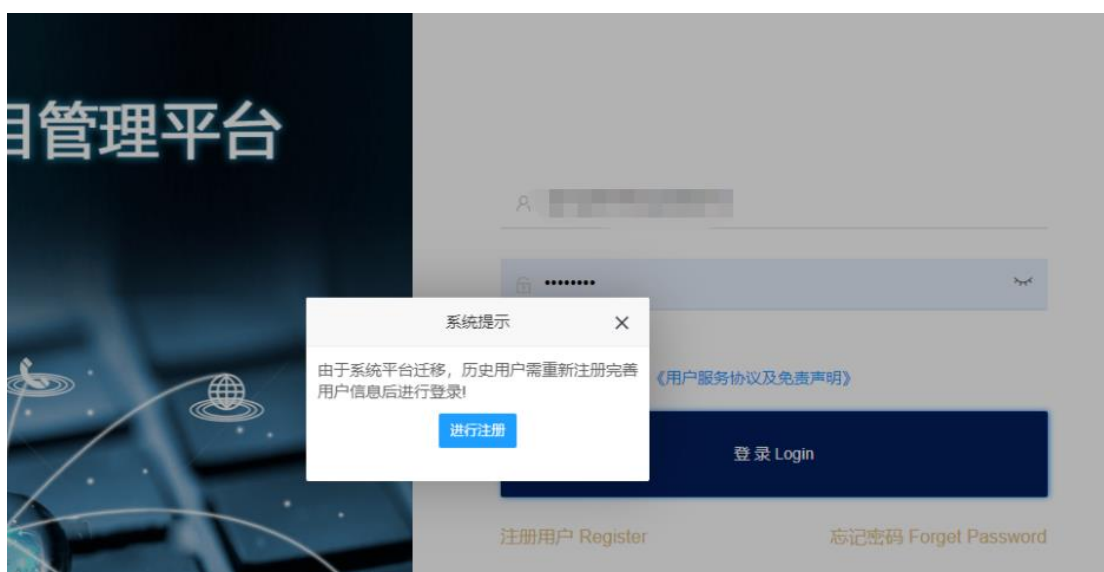 管理平台
••••••••
系统提示
由于系统平台迁移，历史用户需重新注册完善
用户信息后进行登录!
进行注册
《用户服务协议及免责声明》
登 录 Login
注册用户 Register
忘记密码 Forget Password